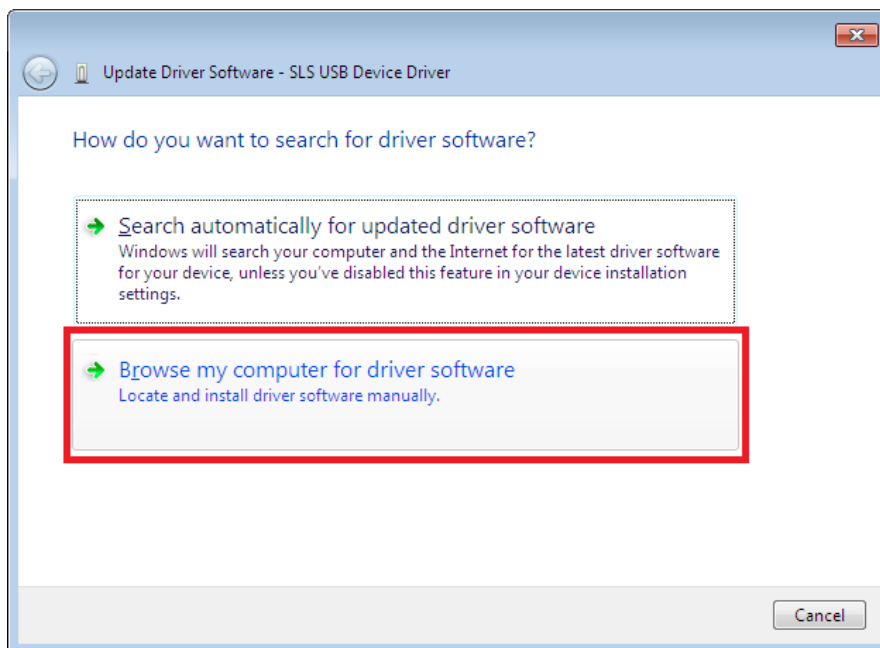 Update Driver Software - SLS USB Device Driver
How do you want to search for driver software?
Search automatically for updated driver software
Windows will search your computer and the Internet for the latest driver software
for your device, unless you've disabled this feature in your device installation
settings.
Browse my computer for driver software
Locate and install driver software manually.
Cancel